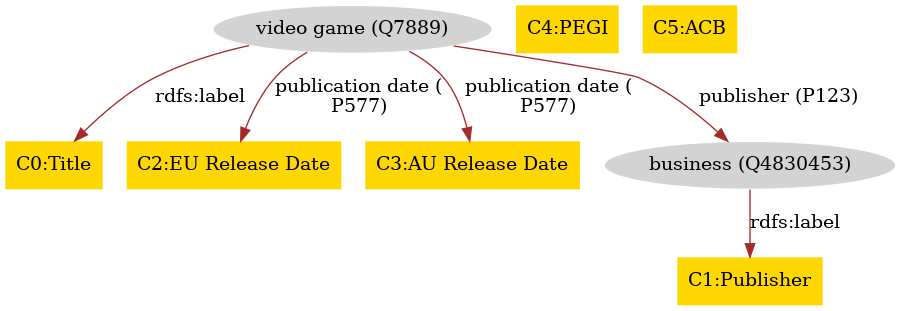 video game (Q7889)
C4:PEGI
C5:ACB
rdfs:label
publication date (
P577)
publication date (
P577)
publisher (P123)
C0:Title
C2:EU Release Date
C3:AU Release Date
business (Q4830453)
rdfs:label
C1:Publisher